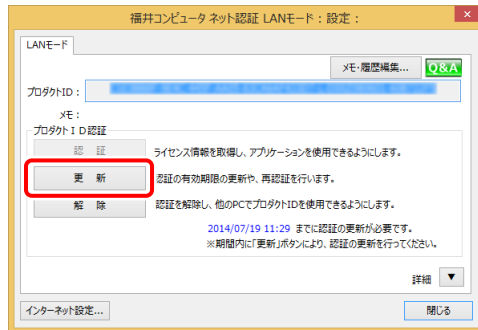 福井コンピュータ ネット認証 LANモード：設定：
LANモード
メモ・履歴編集... Q&A
プロダクトID：
メモ：
プロダクトＩＤ認証
認　証 ライセンス情報を取得し、アプリケーションを使用できるようにします。
更　新 認証の有効期限の更新や、再認証を行います。
解　除 認証を解除し、他のPCでプロダクトIDを使用できるようにします。
2014/07/19 11:29 までに認証の更新が必要です。
※期間内に「更新」ボタンにより、認証の更新を行ってください。
詳細 ▼
インターネット設定... 閉じる